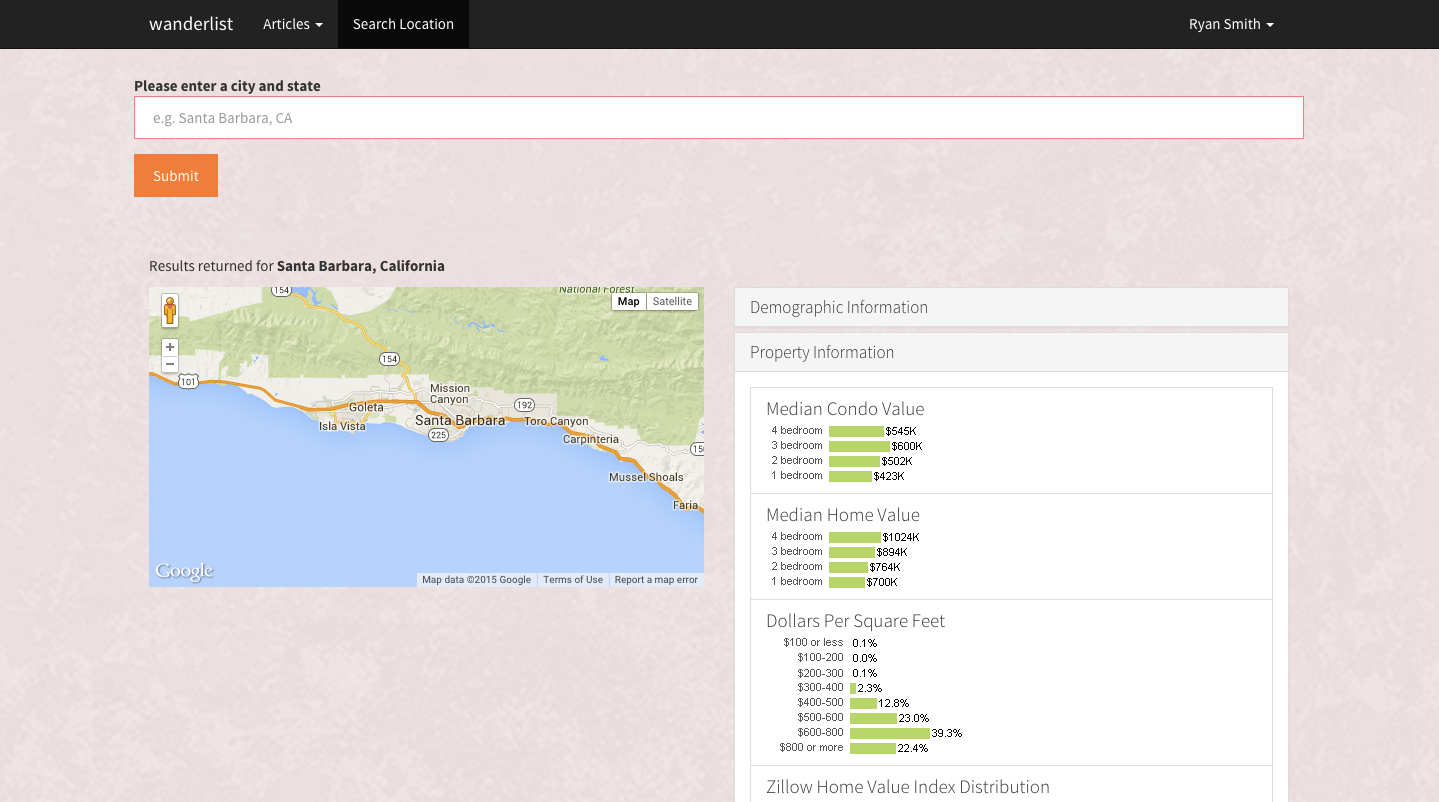 wanderlist Articles Search Location Ryan Smith
Please enter a city and state
e.g. Santa Barbara, CA
Submit
Results returned for Santa Barbara, California
154
National Forest
Map Satellite
+
−
154
101
Mission
Canyon
Goleta
192
Santa Barbara
Toro Canyon
Isla Vista
225
Carpinteria
Mussel Shoals
Faria
Google
Map data ©2015 Google Terms of Use Report a map error
Demographic Information
Property Information
Median Condo Value
4 bedroom $545K
3 bedroom $600K
2 bedroom $502K
1 bedroom $423K
Median Home Value
4 bedroom $1024K
3 bedroom $894K
2 bedroom $764K
1 bedroom $700K
Dollars Per Square Feet
$100 or less 0.1%
$100-200 0.0%
$200-300 0.1%
$300-400 2.3%
$400-500 12.8%
$500-600 23.0%
$600-800 39.3%
$800 or more 22.4%
Zillow Home Value Index Distribution